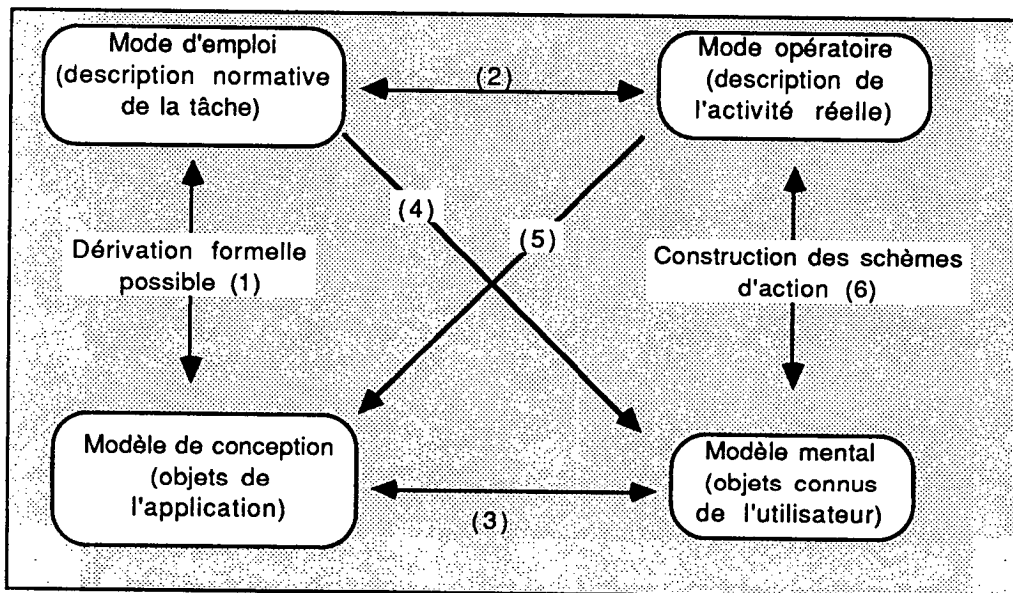 Mode d'emploi
(description normative
de la tâche)
(2)
Mode opératoire
(description de
l'activité réelle)
(4)
(5)
Dérivation formelle
possible (1)
Construction des schèmes
d'action (6)
Modèle de conception
(objets de
l'application)
(3)
Modèle mental
(objets connus
de l'utilisateur)